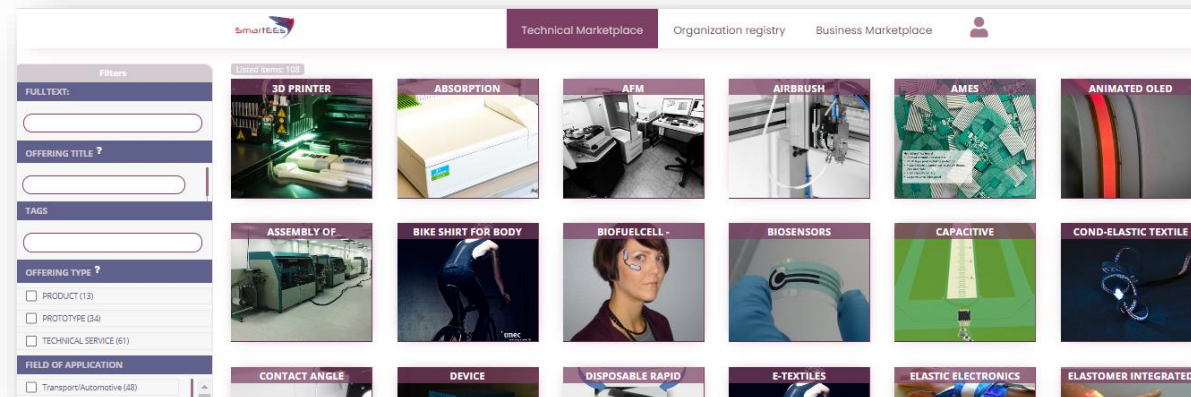 SmartEEs
Technical Marketplace
Organization registry
Business Marketplace
Filters
Listed items: 108
FULLTEXT:
OFFERING TITLE ?
TAGS
OFFERING TYPE ?
PRODUCT (13)
PROTOTYPE (34)
TECHNICAL SERVICE (61)
FIELD OF APPLICATION
Transport/Automotive (48)
3D PRINTER
ABSORPTION
AFM
AIRBRUSH
AMES
ANIMATED OLED
ASSEMBLY OF
BIKE SHIRT FOR BODY
BIOFUELCELL -
BIOSENSORS
CAPACITIVE
COND-ELASTIC TEXTILE
imec
CONTACT ANGLE
DEVICE
DISPOSABLE RAPID
E-TEXTILES
ELASTIC ELECTRONICS
ELASTOMER INTEGRATED